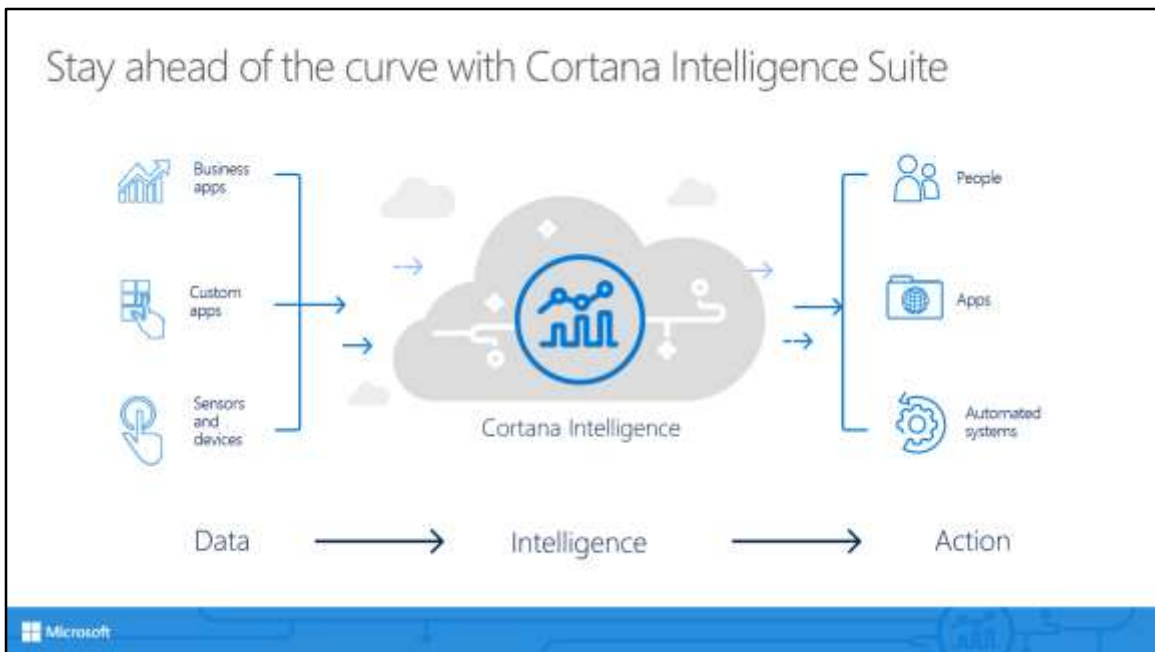 Stay ahead of the curve with Cortana Intelligence Suite
Business
apps
Custom
apps
Sensors
and
devices
Cortana Intelligence
People
Apps
Automated
systems
Data
Intelligence
Action
Microsoft